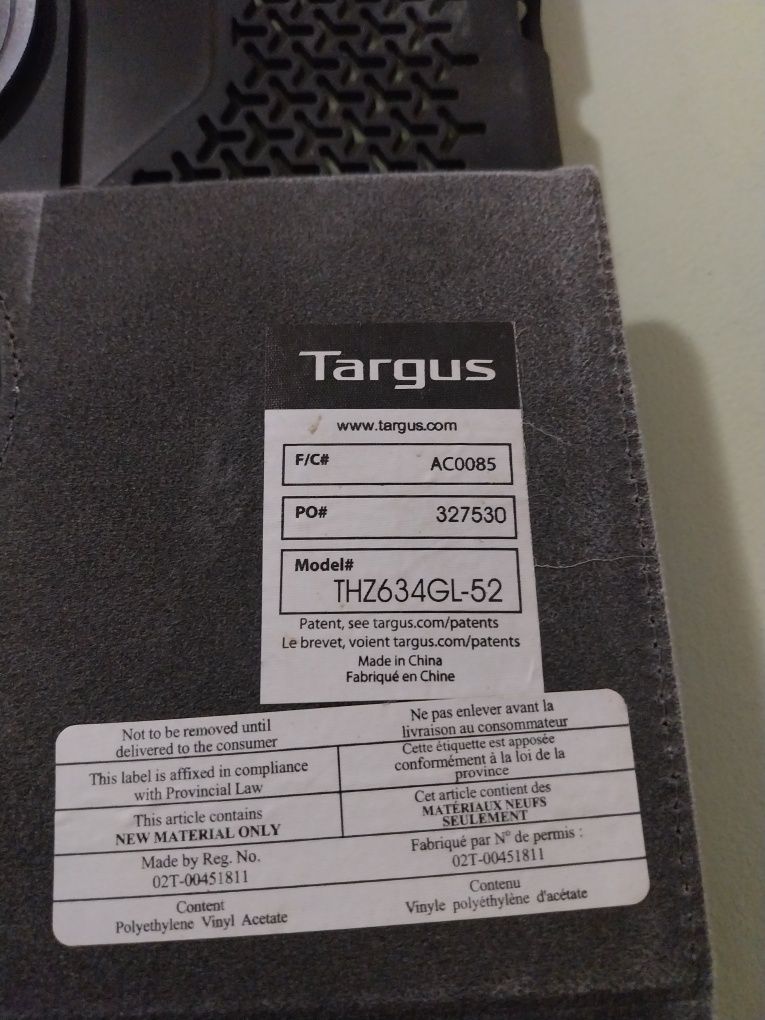 Targus
www.targus.com
F/C# AC0085
PO# 327530
Model#
THZ634GL-52
Patent, see targus.com/patents
Le brevet, voient targus.com/patents
Made in China
Fabriqué en Chine
Not to be removed until
delivered to the consumer
Ne pas enlever avant la
livraison au consommateur
This label is affixed in compliance
with Provincial Law
Cette étiquette est apposée
conformément à la loi de la
province
This article contains
NEW MATERIAL ONLY
Cet article contient des
MATÉRIAUX NEUFS
SEULEMENT
Made by Reg. No.
02T-00451811
Fabriqué par N° de permis :
02T-00451811
Content
Polyethylene Vinyl Acetate
Contenu
Vinyle polyéthylène d'acétate